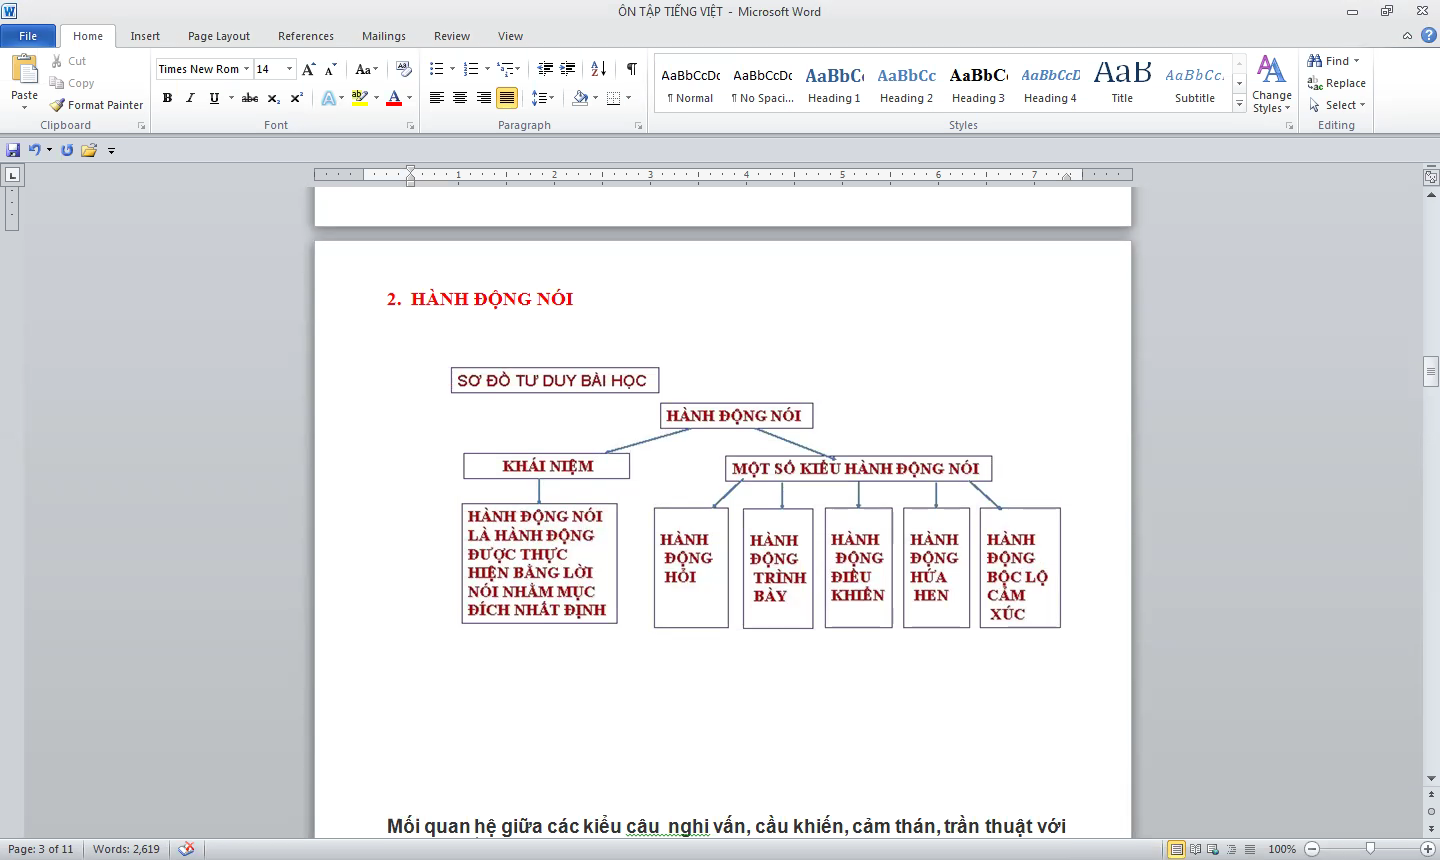 ÔN TẬP TIẾNG VIỆT - Microsoft Word
File Home Insert Page Layout References Mailings Review View
Paste
Cut
Copy
Format Painter
Clipboard
Times New Rom 14
Font
Paragraph
AaBbCcDc AaBbCcDc AaBbC AaBbCc AaBbC AaBbCcD AaB AaBbCc.
¶ Normal ¶ No Spaci... Heading 1 Heading 2 Heading 3 Heading 4 Title Subtitle
Change
Styles
Styles
Find
Replace
Select
Editing
1 2 3 4 5 6 7
2. HÀNH ĐỘNG NÓI
SƠ ĐỒ TƯ DUY BÀI HỌC
HÀNH ĐỘNG NÓI
KHÁI NIỆM
MỘT SỐ KIỂU HÀNH ĐỘNG NÓI
HÀNH ĐỘNG NÓI
LÀ HÀNH ĐỘNG
ĐƯỢC THỰC
HIỆN BẰNG LỜI
NÓI NHẰM MỤC
ĐÍCH NHẤT ĐỊNH
HÀNH
ĐỘNG
HỎI
HÀNH
ĐỘNG
TRÌNH
BÀY
HÀNH
ĐỘNG
ĐIỀU
KHIỂN
HÀNH
ĐỘNG
HỨA
HẸN
HÀNH
ĐỘNG
BỘC LỘ
CẢM
XÚC
Mối quan hệ giữa các kiểu câu nghi vấn, cầu khiến, cảm thán, trần thuật với
Page: 3 of 11 Words: 2,619 100%